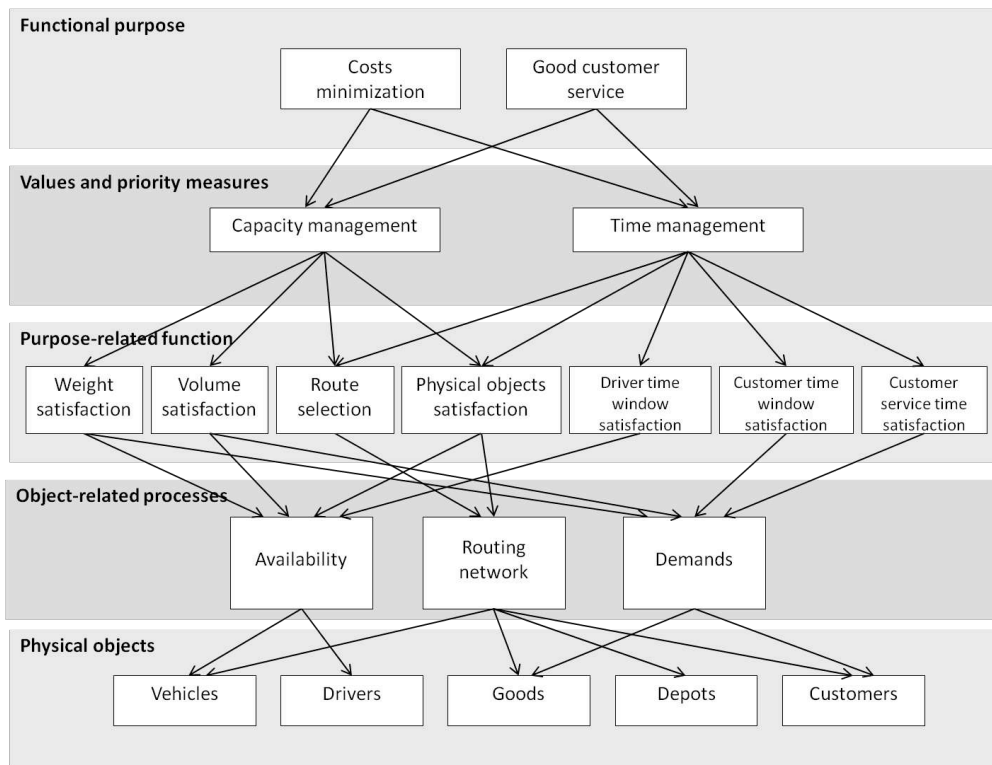 Functional purpose
Costs
minimization
Good customer
service
Values and priority measures
Capacity management
Time management
Purpose-related function
Weight
satisfaction
Volume
satisfaction
Route
selection
Physical objects
satisfaction
Driver time
window
satisfaction
Customer time
window
satisfaction
Customer
service time
satisfaction
Object-related processes
Availability
Routing
network
Demands
Physical objects
Vehicles
Drivers
Goods
Depots
Customers